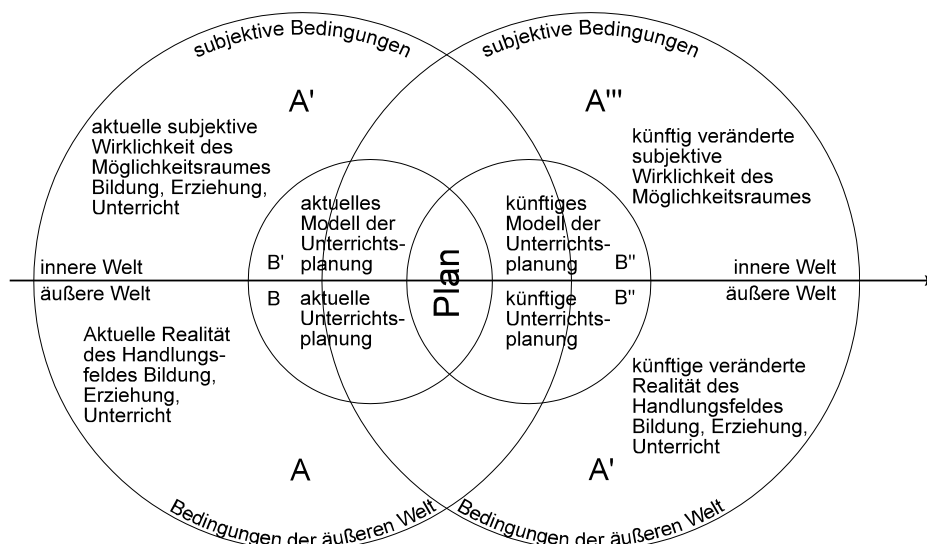 subjektive Bedingungen
subjektive Bedingungen
A'
A'''
aktuelle subjektive
Wirklichkeit des
Möglichkeitsraumes
Bildung, Erziehung,
Unterricht
künftig veränderte
subjektive
Wirklichkeit des
Möglichkeitsraumes
aktuelles
Modell der
Unterrichts-
planung
künftiges
Modell der
Unterrichts-
planung
B'
B''
Plan
innere Welt
innere Welt
äußere Welt
äußere Welt
B
B''
aktuelle
Unterrichts-
planung
künftige
Unterrichts-
planung
Aktuelle Realität
des Handlungs-
feldes Bildung,
Erziehung,
Unterricht
künftige veränderte
Realität des
Handlungsfeldes
Bildung, Erziehung,
Unterricht
A
A'
Bedingungen der äußeren Welt
Bedingungen der äußeren Welt